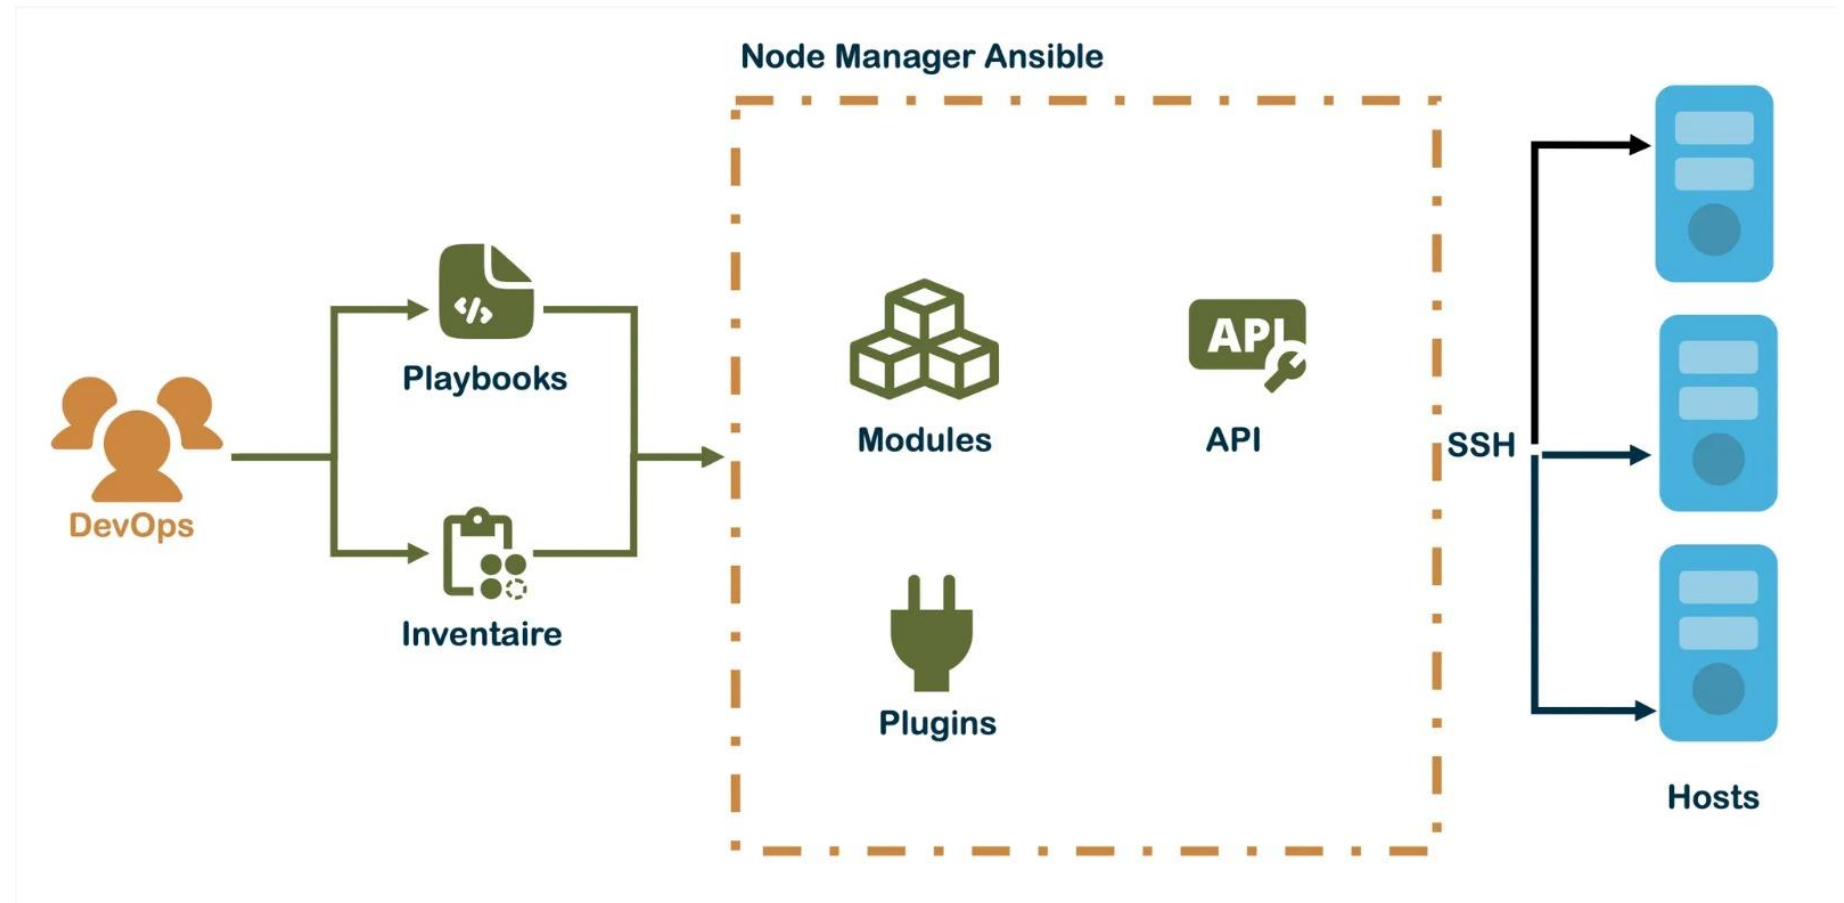 Node Manager Ansible
Playbooks
DevOps
Inventaire
Modules
API
API
Plugins
SSH
Hosts